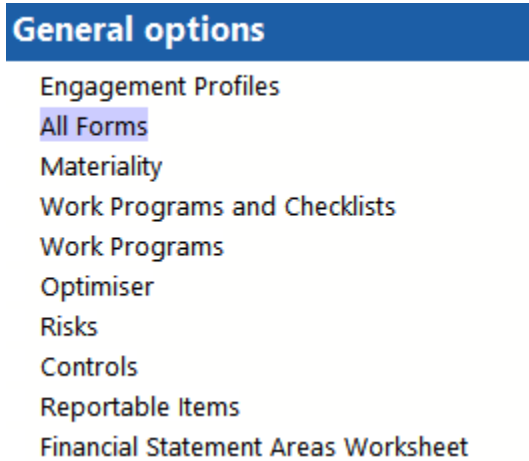 General options
Engagement Profiles
All Forms
Materiality
Work Programs and Checklists
Work Programs
Optimiser
Risks
Controls
Reportable Items
Financial Statement Areas Worksheet